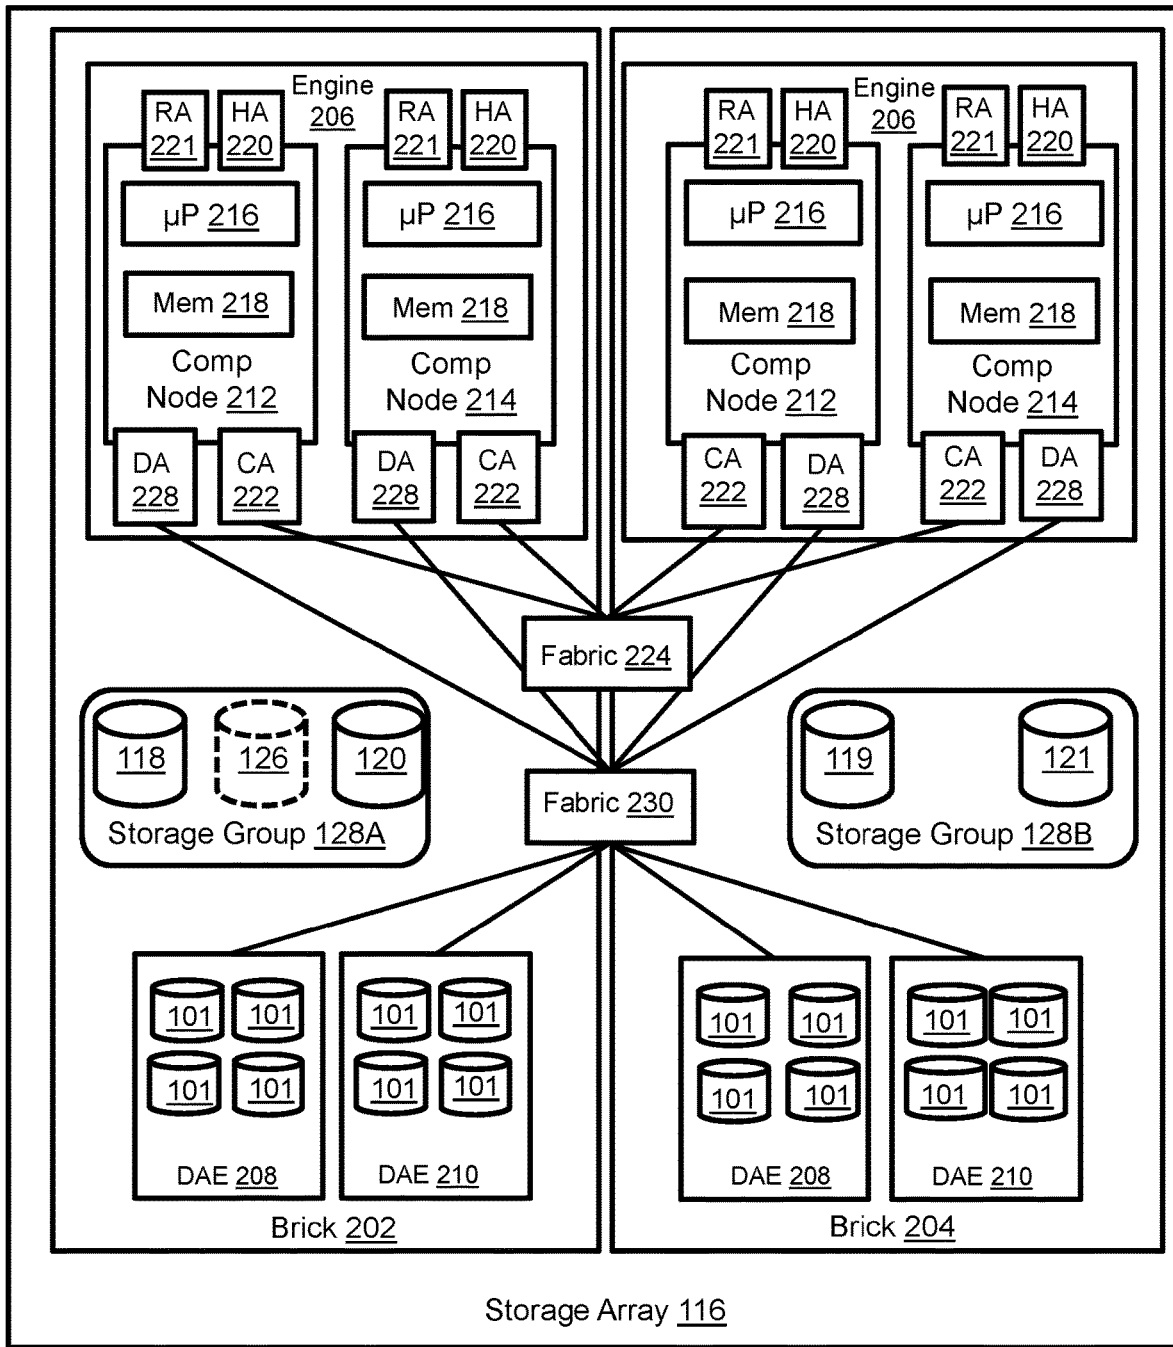 Engine
206
RA
221
HA
220
RA
221
HA
220
µP 216
µP 216
Mem 218
Mem 218
Comp
Node 212
Comp
Node 214
DA
228
CA
222
DA
228
CA
222
Engine
206
RA
221
HA
220
RA
221
HA
220
µP 216
µP 216
Mem 218
Mem 218
Comp
Node 212
Comp
Node 214
CA
222
DA
228
CA
222
DA
228
Fabric 224
118
126
120
Storage Group 128A
Fabric 230
119
121
Storage Group 128B
101 101
101 101
DAE 208
101 101
101 101
DAE 210
Brick 202
101 101
101 101
DAE 208
101 101
101 101
DAE 210
Brick 204
Storage Array 116